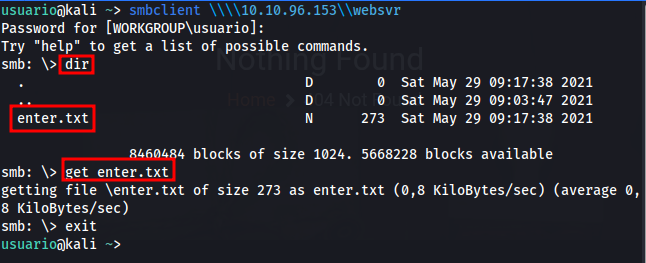 usuario@kali ~> smbclient \\\\10.10.96.153\\websvr
Password for [WORKGROUP\usuario]:
Try "help" to get a list of possible commands.
smb: \> dir
Nothing Found
. D 0 Sat May 29 09:17:38 2021
.. D 0 Sat May 29 09:03:47 2021
Home > 404 Not Found
enter.txt N 273 Sat May 29 09:17:38 2021
8460484 blocks of size 1024. 5668228 blocks available
smb: \> get enter.txt
getting file \enter.txt of size 273 as enter.txt (0,8 KiloBytes/sec) (average 0,
8 KiloBytes/sec)
smb: \> exit
usuario@kali ~>